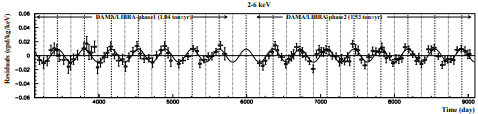 2-6 keV
DAMA/LIBRA-phase1 (1.04 ton×yr)
DAMA/LIBRA-phase2 (1.53 ton×yr)
Residuals (cpd/kg/keV)
0.06
0.04
0.02
0
−0.02
−0.04
−0.06
4000
5000
6000
7000
8000
9000
Time (day)